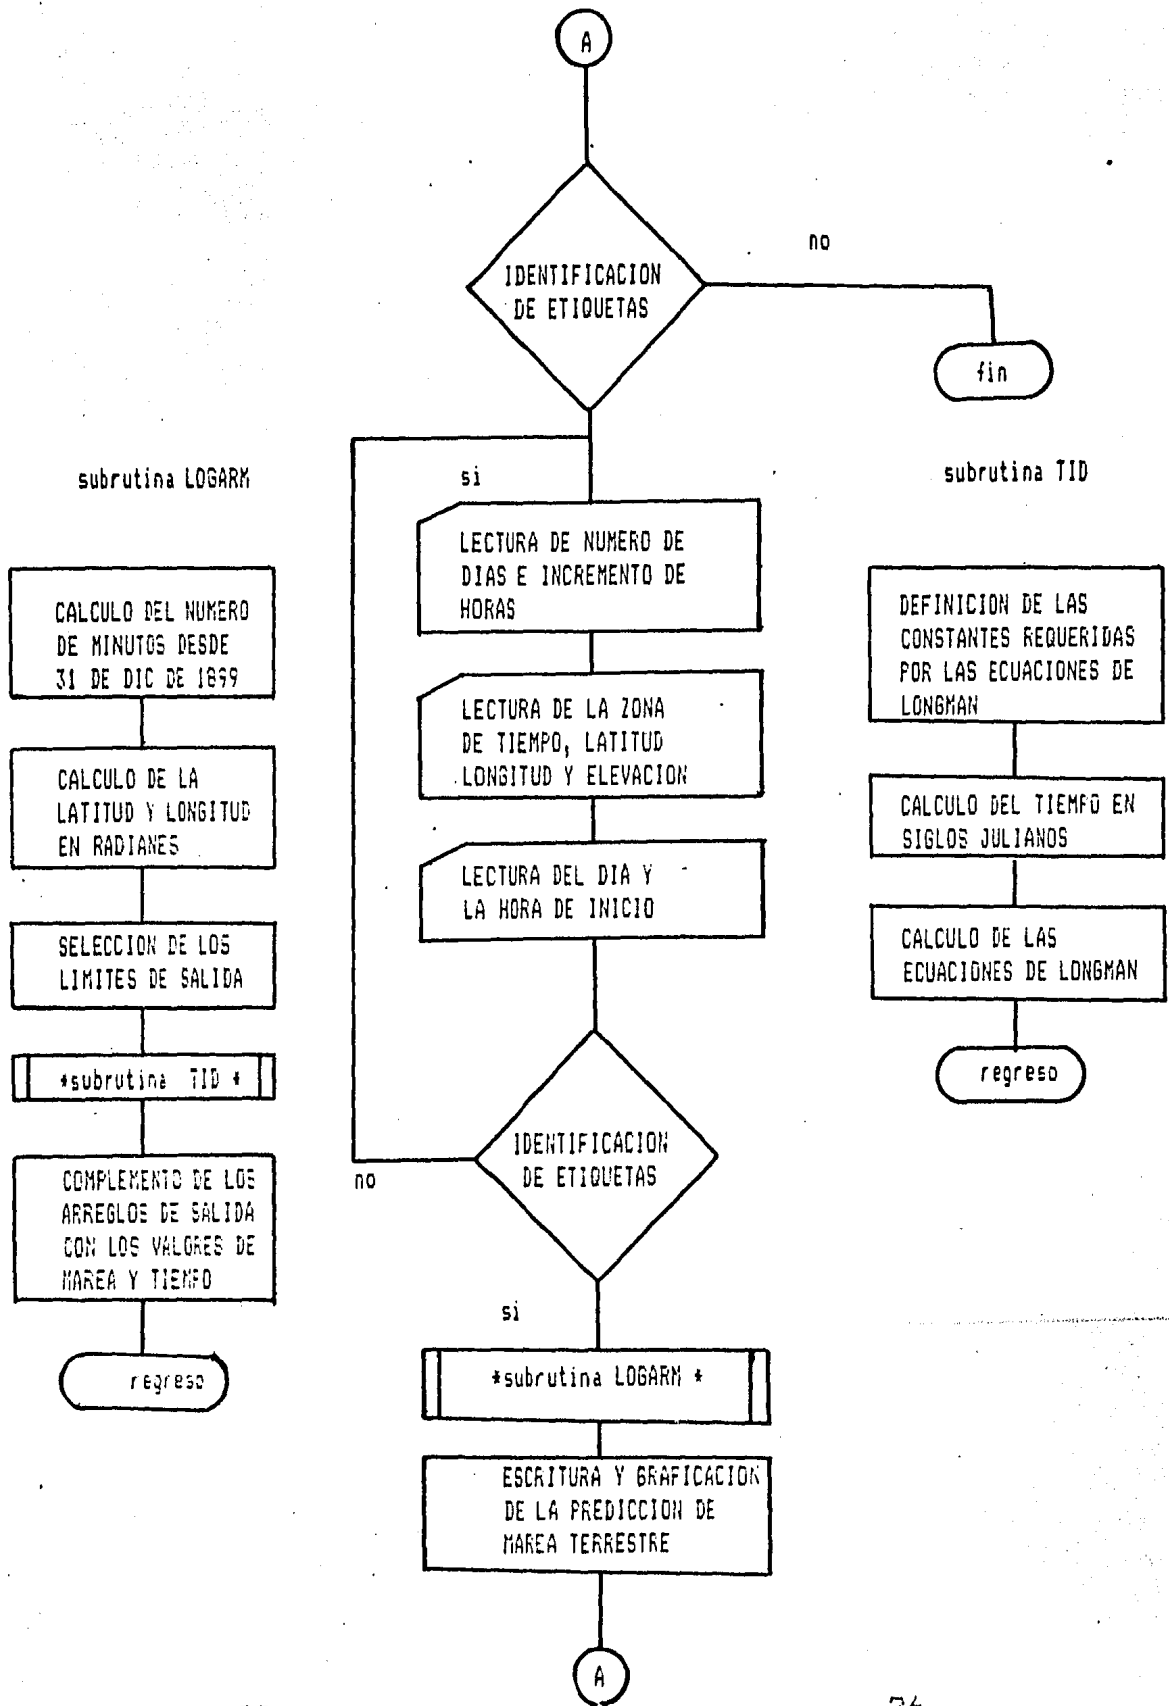 A
IDENTIFICACION
DE ETIQUETAS
no
fin
si
LECTURA DE NUMERO DE
DIAS E INCREMENTO DE
HORAS
LECTURA DE LA ZONA
DE TIEMPO, LATITUD
LONGITUD Y ELEVACION
LECTURA DEL DIA Y
LA HORA DE INICIO
IDENTIFICACION
DE ETIQUETAS
no
si
*subrutina LOGARM *
ESCRITURA Y GRAFICACION
DE LA PREDICCION DE
MAREA TERRESTRE
A
subrutina LOGARM
CALCULO DEL NUMERO
DE MINUTOS DESDE
31 DE DIC DE 1899
CALCULO DE LA
LATITUD Y LONGITUD
EN RADIANES
SELECCION DE LOS
LIMITES DE SALIDA
*subrutina TID *
COMPLEMENTO DE LOS
ARREGLOS DE SALIDA
CON LOS VALORES DE
MAREA Y TIEMPO
regreso
subrutina TID
DEFINICION DE LAS
CONSTANTES REQUERIDAS
POR LAS ECUACIONES DE
LONGMAN
CALCULO DEL TIEMPO EN
SIGLOS JULIANOS
CALCULO DE LAS
ECUACIONES DE LONGMAN
regreso